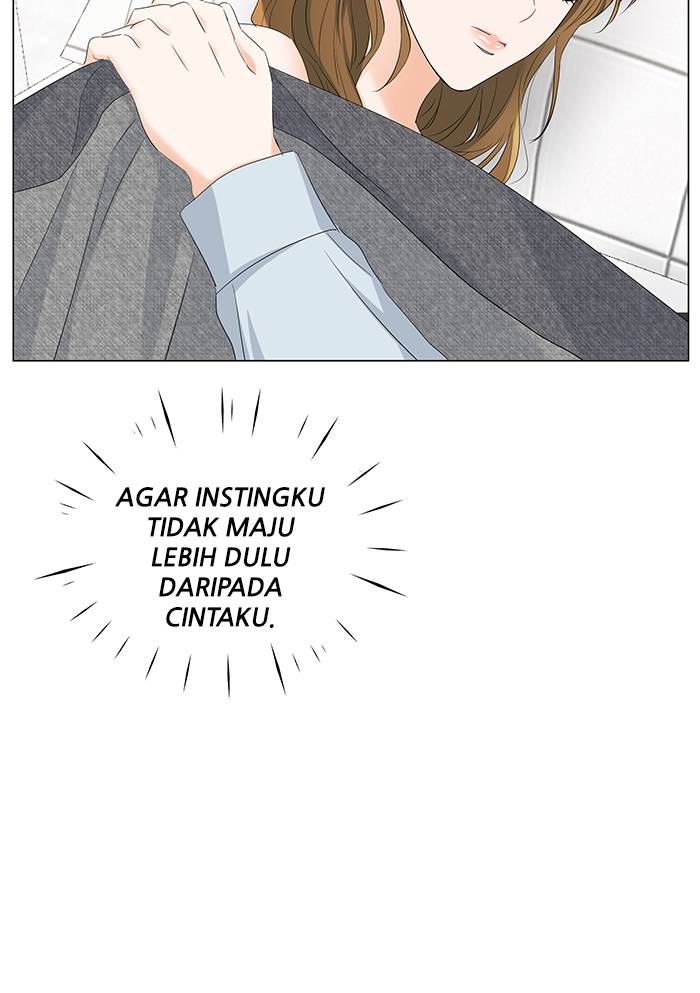 AGAR INSTINGKU
TIDAK MAJU
LEBIH DULU
DARIPADA
CINTAKU.